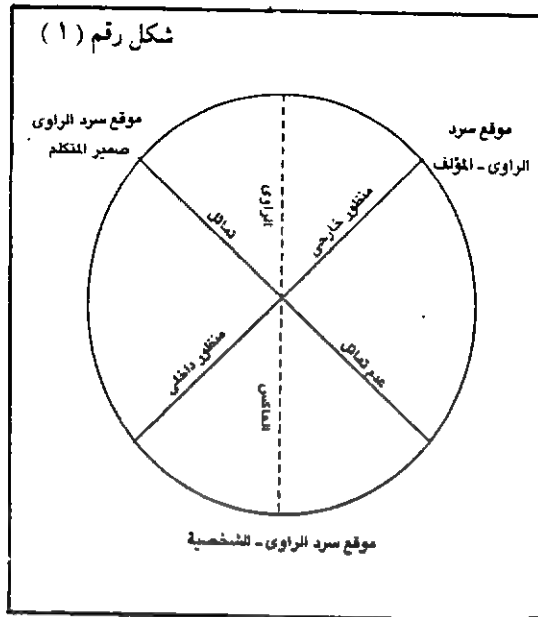 شكل رقم ( ١ )
موقع سرد
الراوى ـ المؤلف
موقع سرد الراوى
صمير المتكلم
الراوى
منظور خارجى
تماثل
منظور داخلى
عدم تماثل
العاكس
موقع سرد الراوى ـ الشخصية